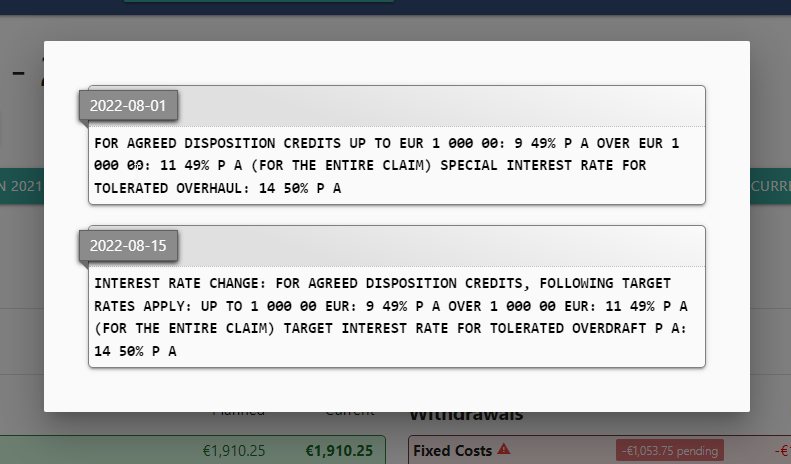 2022-08-01
FOR AGREED DISPOSITION CREDITS UP TO EUR 1 000 00: 9 49% P A OVER EUR 1
000 00: 11 49% P A (FOR THE ENTIRE CLAIM) SPECIAL INTEREST RATE FOR
TOLERATED OVERHAUL: 14 50% P A
2022-08-15
INTEREST RATE CHANGE: FOR AGREED DISPOSITION CREDITS, FOLLOWING TARGET
RATES APPLY: UP TO 1 000 00 EUR: 9 49% P A OVER 1 000 00 EUR: 11 49% P A
(FOR THE ENTIRE CLAIM) TARGET INTEREST RATE FOR TOLERATED OVERDRAFT P A:
14 50% P A
N 2021
CURRE
Withdrawals
€1,910.25 €1,910.25
Fixed Costs -€1,053.75 pending